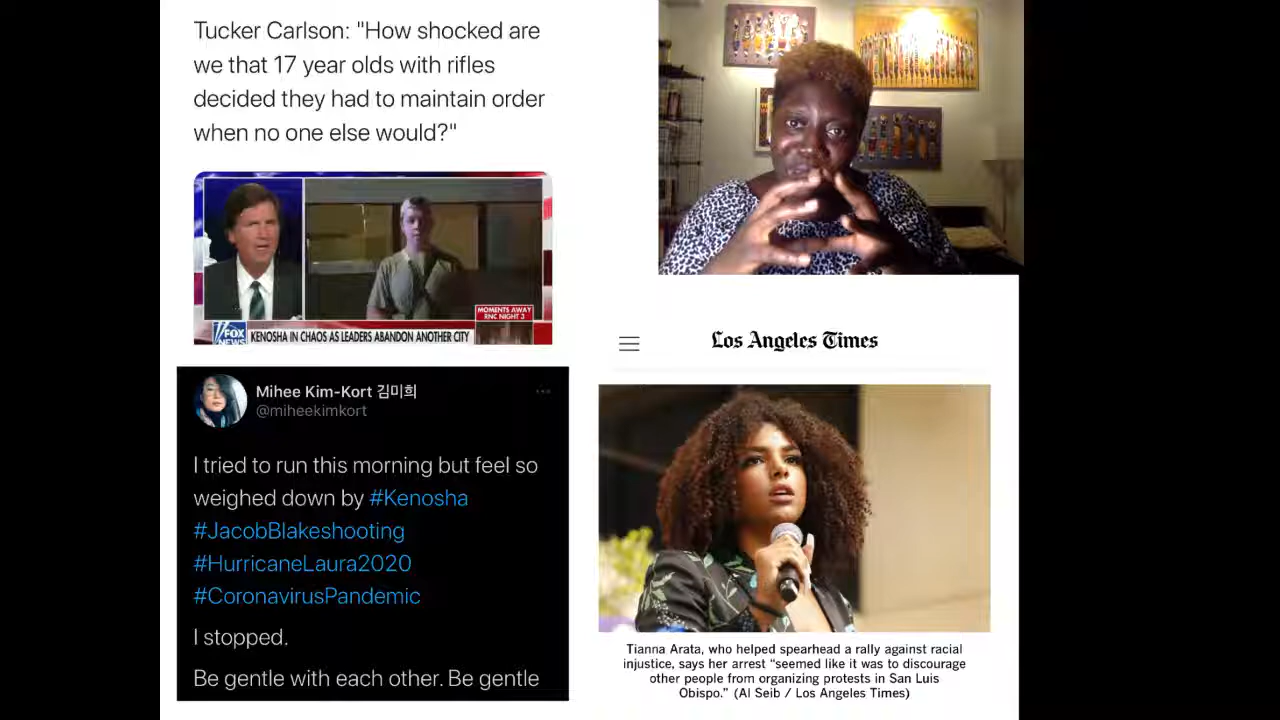 Tucker Carlson: "How shocked are
we that 17 year olds with rifles
decided they had to maintain order
when no one else would?"
MOMENTS AWAY
RNC NIGHT 3
FOX
NEWS
KENOSHA IN CHAOS AS LEADERS ABANDON ANOTHER CITY
Mihee Kim-Kort 김미희
@miheekimkort
I tried to run this morning but feel so
weighed down by #Kenosha
#JacobBlakeshooting
#HurricaneLaura2020
#CoronavirusPandemic
I stopped.
Be gentle with each other. Be gentle
Los Angeles Times
Tianna Arata, who helped spearhead a rally against racial
injustice, says her arrest “seemed like it was to discourage
other people from organizing protests in San Luis
Obispo.” (Al Seib / Los Angeles Times)